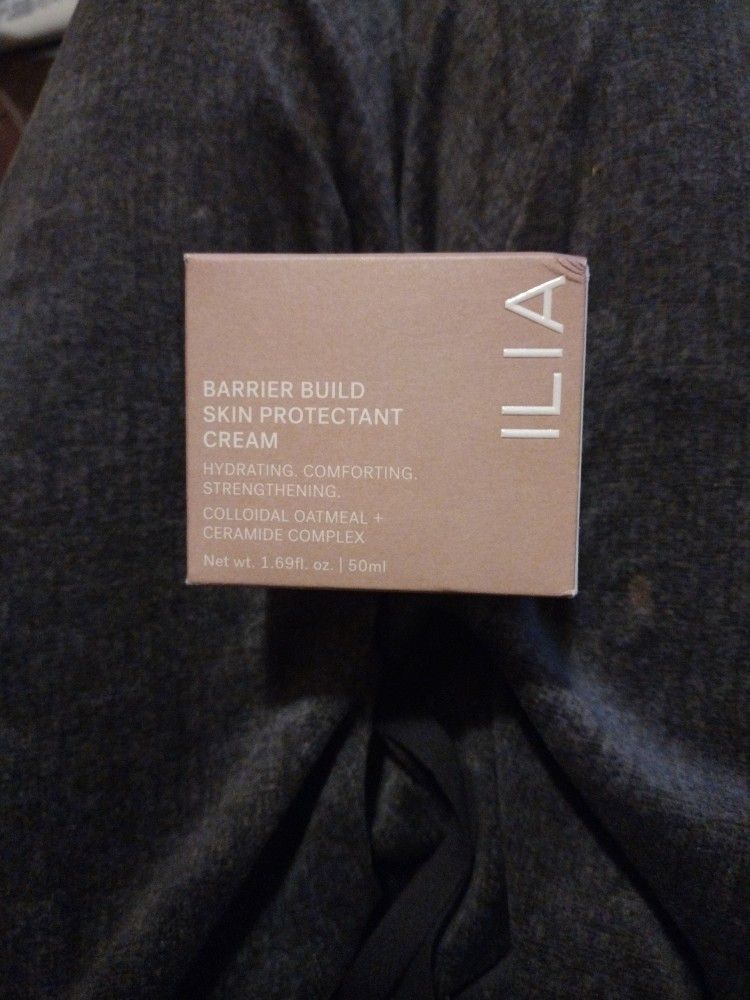 ILIA
BARRIER BUILD
SKIN PROTECTANT
CREAM
HYDRATING. COMFORTING.
STRENGTHENING.
COLLOIDAL OATMEAL +
CERAMIDE COMPLEX
Net wt. 1.69fl. oz. | 50ml